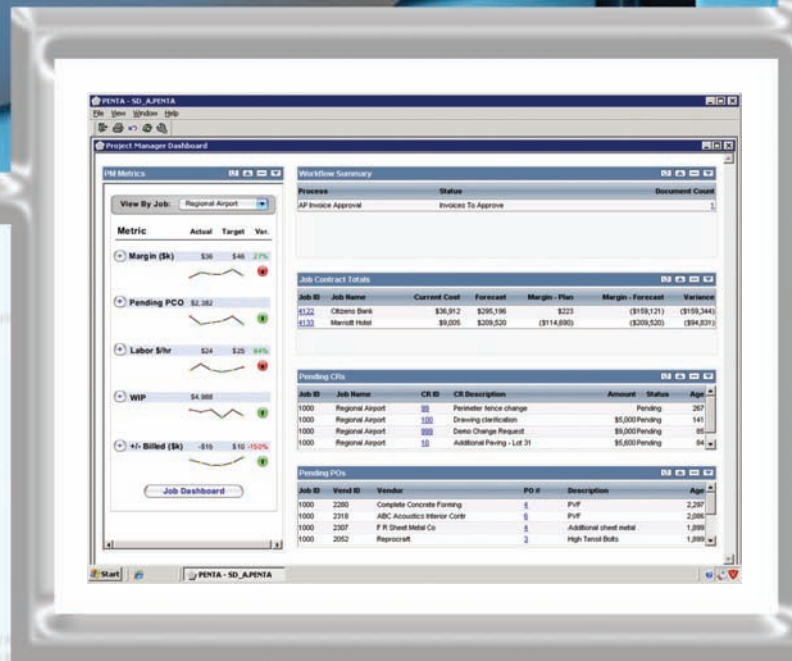 PENTA - SD_A.PENTA
File View Window Help
Project Manager Dashboard
PM Metrics
View By Job: Regional Airport
Metric Actual Target Var.
Margin ($k) $36 $46 27%
Pending PCO $2,382
Labor $/hr $24 $25 84%
WIP $4,988
+/- Billed ($k) -$15 $10 -150%
Job Dashboard
Workflow Summary
Process Status Document Count
AP Invoice Approval Invoices To Approve 1
Job Contract Totals
Job ID Job Name Current Cost Forecast Margin - Plan Margin - Forecast Variance
4122 Citizens Bank $36,912 $295,196 $223 ($159,121) ($159,344)
4133 Marriott Hotel $9,005 $209,520 ($114,690) ($209,520) ($94,831)
Pending CRs
Job ID Job Name CR ID CR Description Amount Status Age
1000 Regional Airport 99 Perimeter fence change Pending 267
1000 Regional Airport 100 Drawing clarification $5,000 Pending 141
1000 Regional Airport 999 Demo Change Request $9,000 Pending 85
1000 Regional Airport 10 Additional Paving - Lot 31 $5,600 Pending 84
Pending POs
Job ID Vend ID Vendor PO # Description Age
1000 2280 Complete Concrete Forming 4 PVF 2,297
1000 2318 ABC Acoustics Interior Contr 6 PVF 2,086
1000 2307 F R Sheet Metal Co 4 Additional sheet metal 1,899
1000 2052 Reprocraft 3 High Tensil Bolts 1,899
Start PENTA - SD_A.PENTA